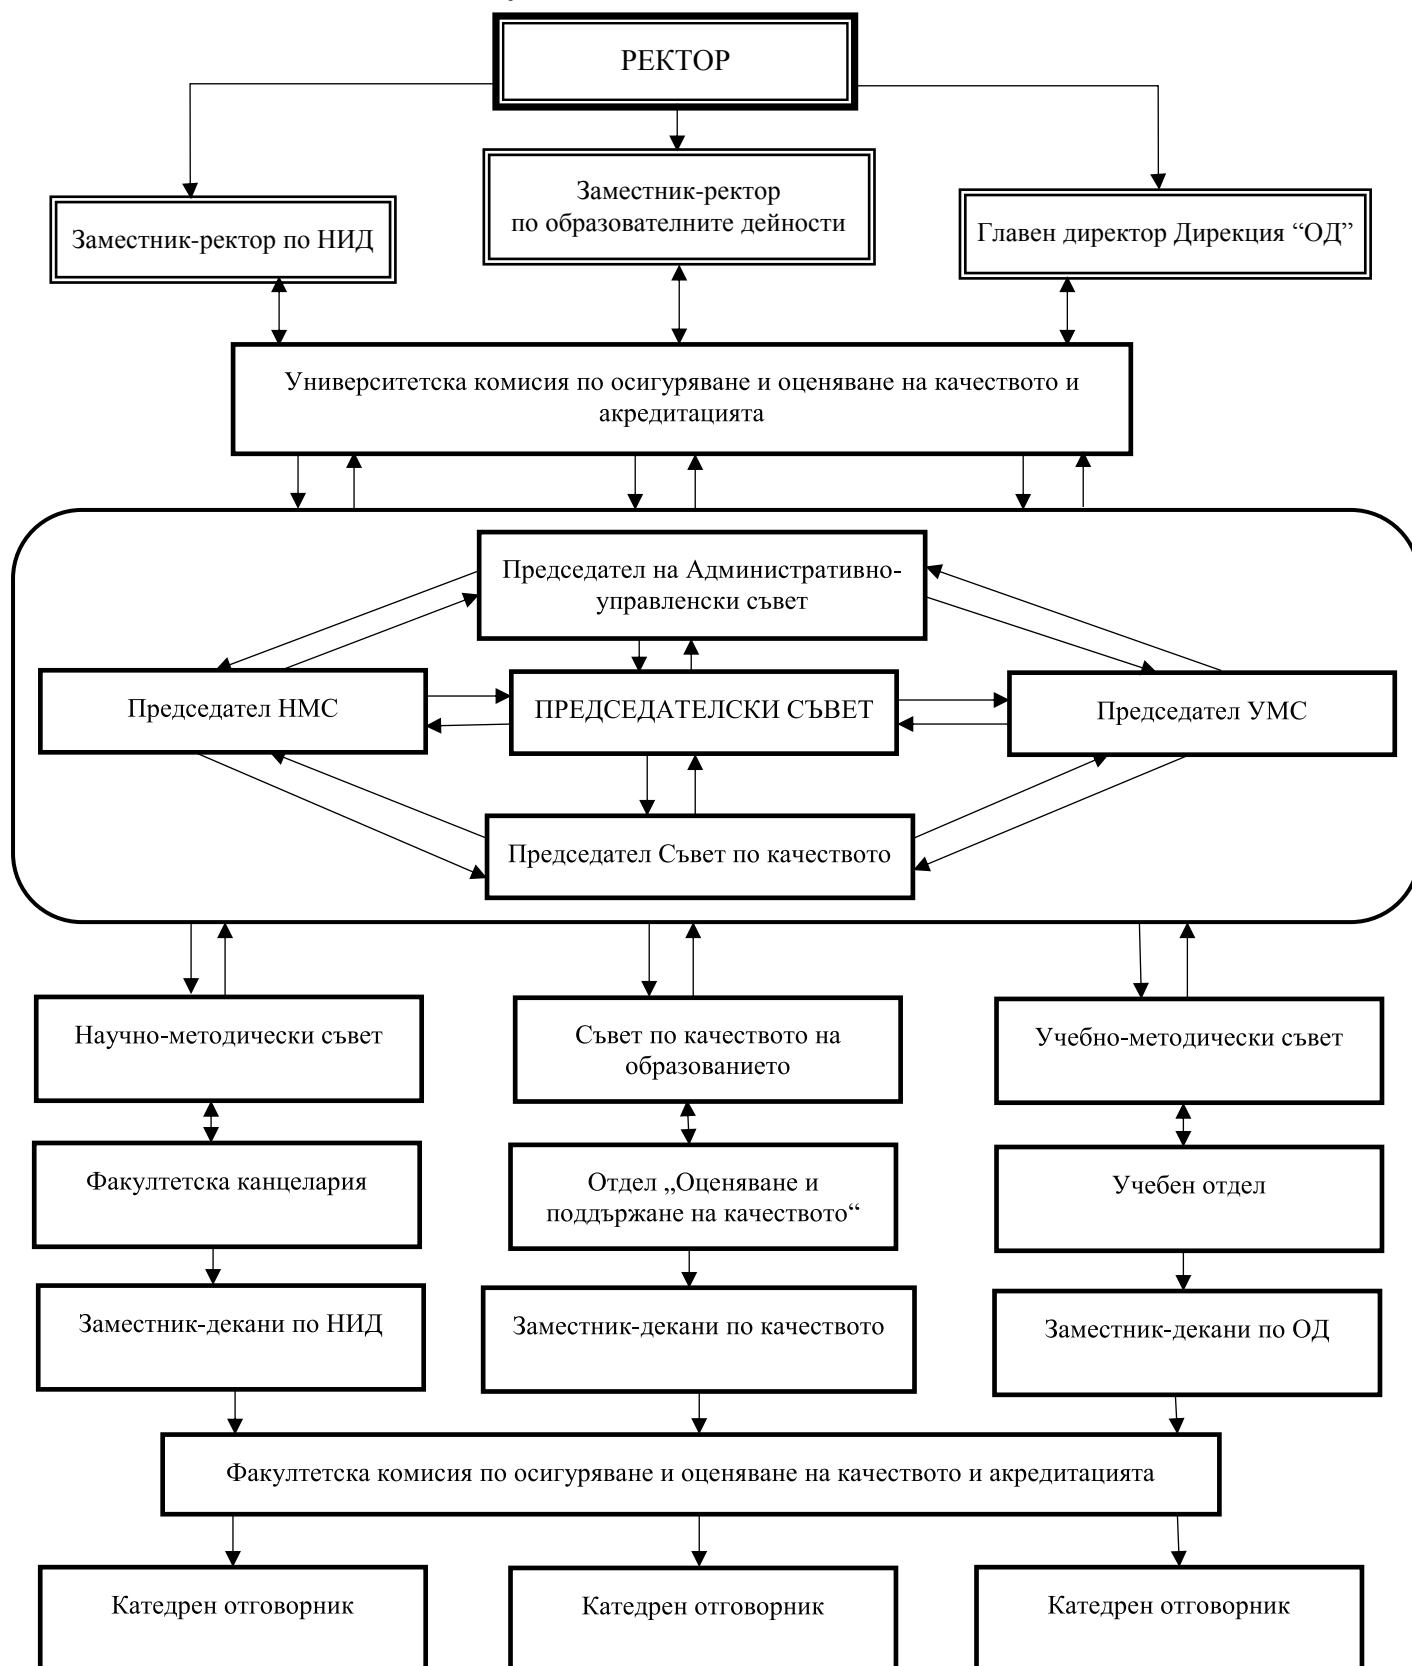 РЕКТОР
Заместник-ректор по НИД
Заместник-ректор
по образователните дейности
Главен директор Дирекция “ОД”
Университетска комисия по осигуряване и оценяване на качеството и
акредитацията
Председател на Административно-
управленски съвет
Председател НМС
ПРЕДСЕДАТЕЛСКИ СЪВЕТ
Председател УМС
Председател Съвет по качеството
Научно-методически съвет
Съвет по качеството на
образованието
Учебно-методически съвет
Факултетска канцелария
Отдел „Оценяване и
поддържане на качеството“
Учебен отдел
Заместник-декани по НИД
Заместник-декани по качеството
Заместник-декани по ОД
Факултетска комисия по осигуряване и оценяване на качеството и акредитацията
Катедрен отговорник
Катедрен отговорник
Катедрен отговорник